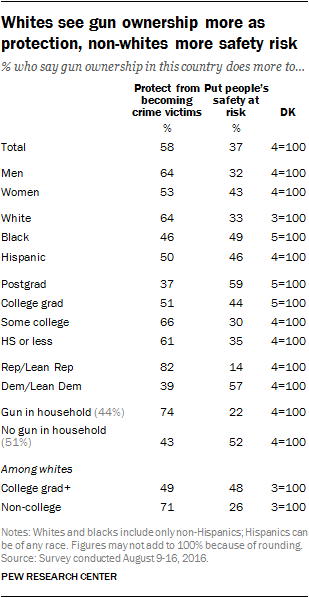 Whites see gun ownership more as
protection, non-whites more safety risk
% who say gun ownership in this country does more to...
Protect from becoming crime victims Put people's safety at risk DK
% %
Total 58 37 4=100
Men 64 32 4=100
Women 53 43 4=100
White 64 33 3=100
Black 46 49 5=100
Hispanic 50 46 4=100
Postgrad 37 59 5=100
College grad 51 44 5=100
Some college 66 30 4=100
HS or less 61 35 4=100
Rep/Lean Rep 82 14 4=100
Dem/Lean Dem 39 57 4=100
Gun in household (44%) 74 22 4=100
No gun in household
(51%) 43 52 4=100
Among whites
College grad+ 49 48 3=100
Non-college 71 26 3=100
Notes: Whites and blacks include only non-Hispanics; Hispanics can
be of any race. Figures may not add to 100% because of rounding.
Source: Survey conducted August 9-16, 2016.
PEW RESEARCH CENTER